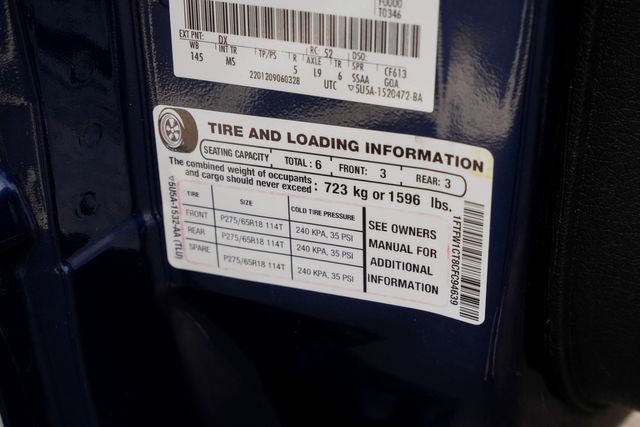 F0000
T0346
EXT PNT: DX RC: 52 DSO:
WB INT TR TP/PS R AXLE TR SPR CF613
145 MS 5 L9 6 SSAA GOA
2201209060328 UTC ▽5U5A-1520472-BA
TIRE AND LOADING INFORMATION
SEATING CAPACITY TOTAL: 6 FRONT: 3 REAR: 3
The combined weight of occupants
and cargo should never exceed : 723 kg or 1596 lbs.
TIRE SIZE COLD TIRE PRESSURE
FRONT P275/65R18 114T 240 KPA, 35 PSI
REAR P275/65R18 114T 240 KPA, 35 PSI
SPARE P275/65R18 114T 240 KPA, 35 PSI
SEE OWNERS
MANUAL FOR
ADDITIONAL
INFORMATION
▽5U5A-1532-AA (TLU)
1FTFW1CT8CFC94639